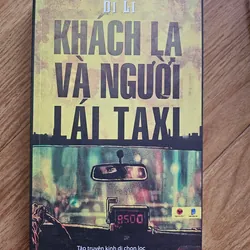 DI LI
KHÁCH LẠ
VÀ NGƯỜI
LÁI TAXI
8500
Tập truyện kinh dị chọn lọc